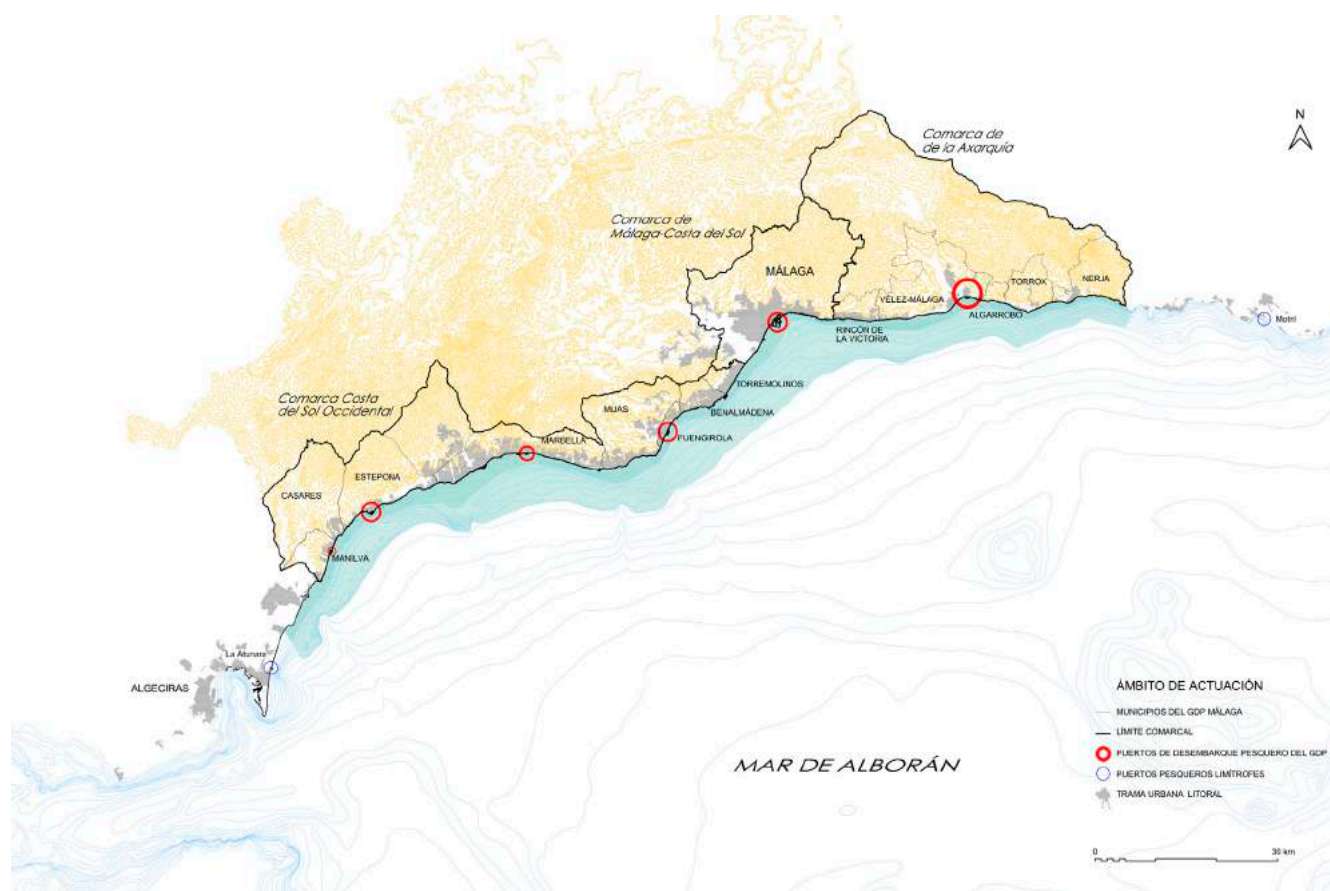 N
Comarca de
de la Axarquía
Comarca de
Málaga-Costa del Sol
MÁLAGA
NERJA
TORROX
VÉLEZ-MÁLAGA
ALGARROBO
Motril
RINCÓN DE
LA VICTORIA
TORREMOLINOS
Comarca Costa
del Sol Occidental
MIJAS
BENALMÁDENA
MARBELLA
FUENGIROLA
ESTEPONA
CASARES
MANILVA
La Atunara
ALGECIRAS
MAR DE ALBORÁN
ÁMBITO DE ACTUACIÓN
MUNICIPIOS DEL GDP MÁLAGA
LÍMITE COMARCAL
PUERTOS DE DESEMBARQUE PESQUERO DEL GDP
PUERTOS PESQUEROS LIMÍTROFES
TRAMA URBANA LITORAL
0 30 km